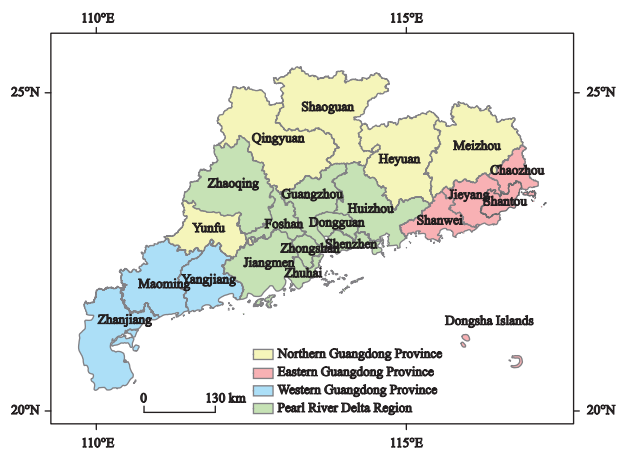 110°E 115°E
25°N 25°N
Shaoguan
Qingyuan
Meizhou
Heyuan
Chaozhou
Zhaoqing
Guangzhou
Jieyang
Shantou
Huizhou
Shanwei
Yunfu
Foshan
Dongguan
Zhongshan
Shenzhen
Jiangmen
Zhuhai
Maoming
Yangjiang
Zhanjiang
Dongsha Islands
Northern Guangdong Province
Eastern Guangdong Province
Western Guangdong Province
Pearl River Delta Region
0 130 km
20°N 20°N
110°E 115°E